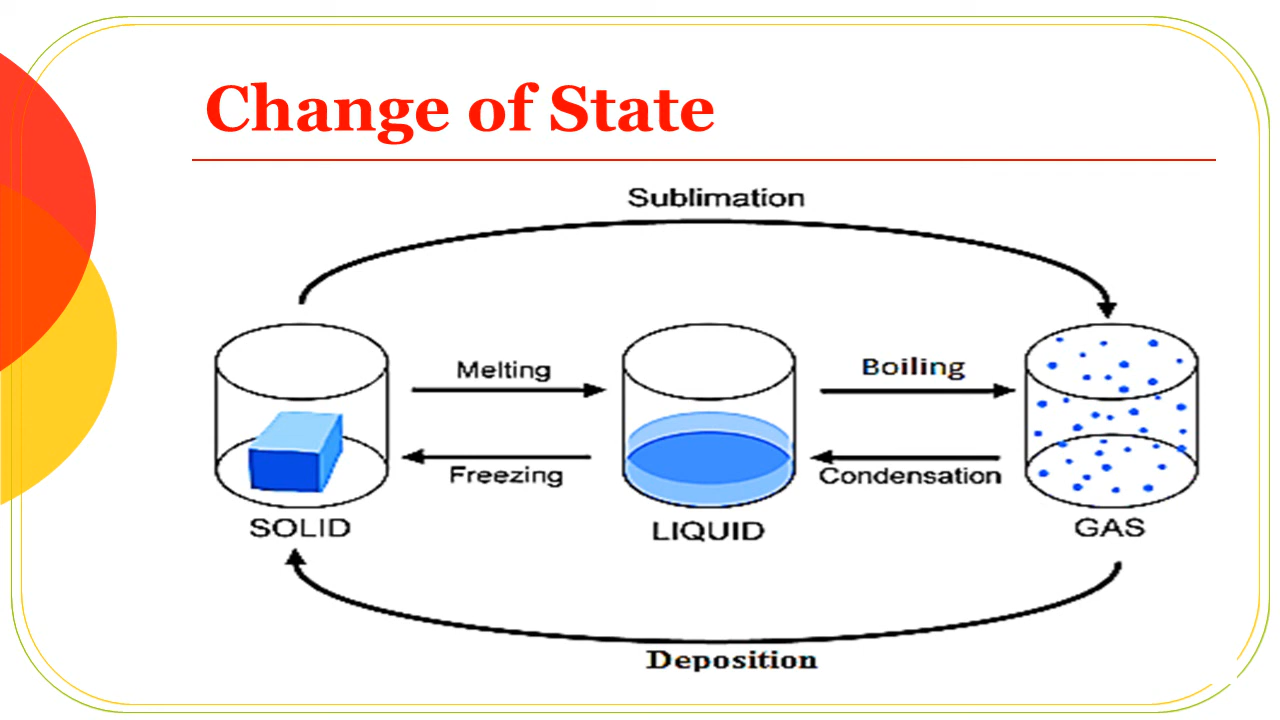 Change of State
Sublimation
Melting
Boiling
Freezing
Condensation
SOLID
LIQUID
GAS
Deposition